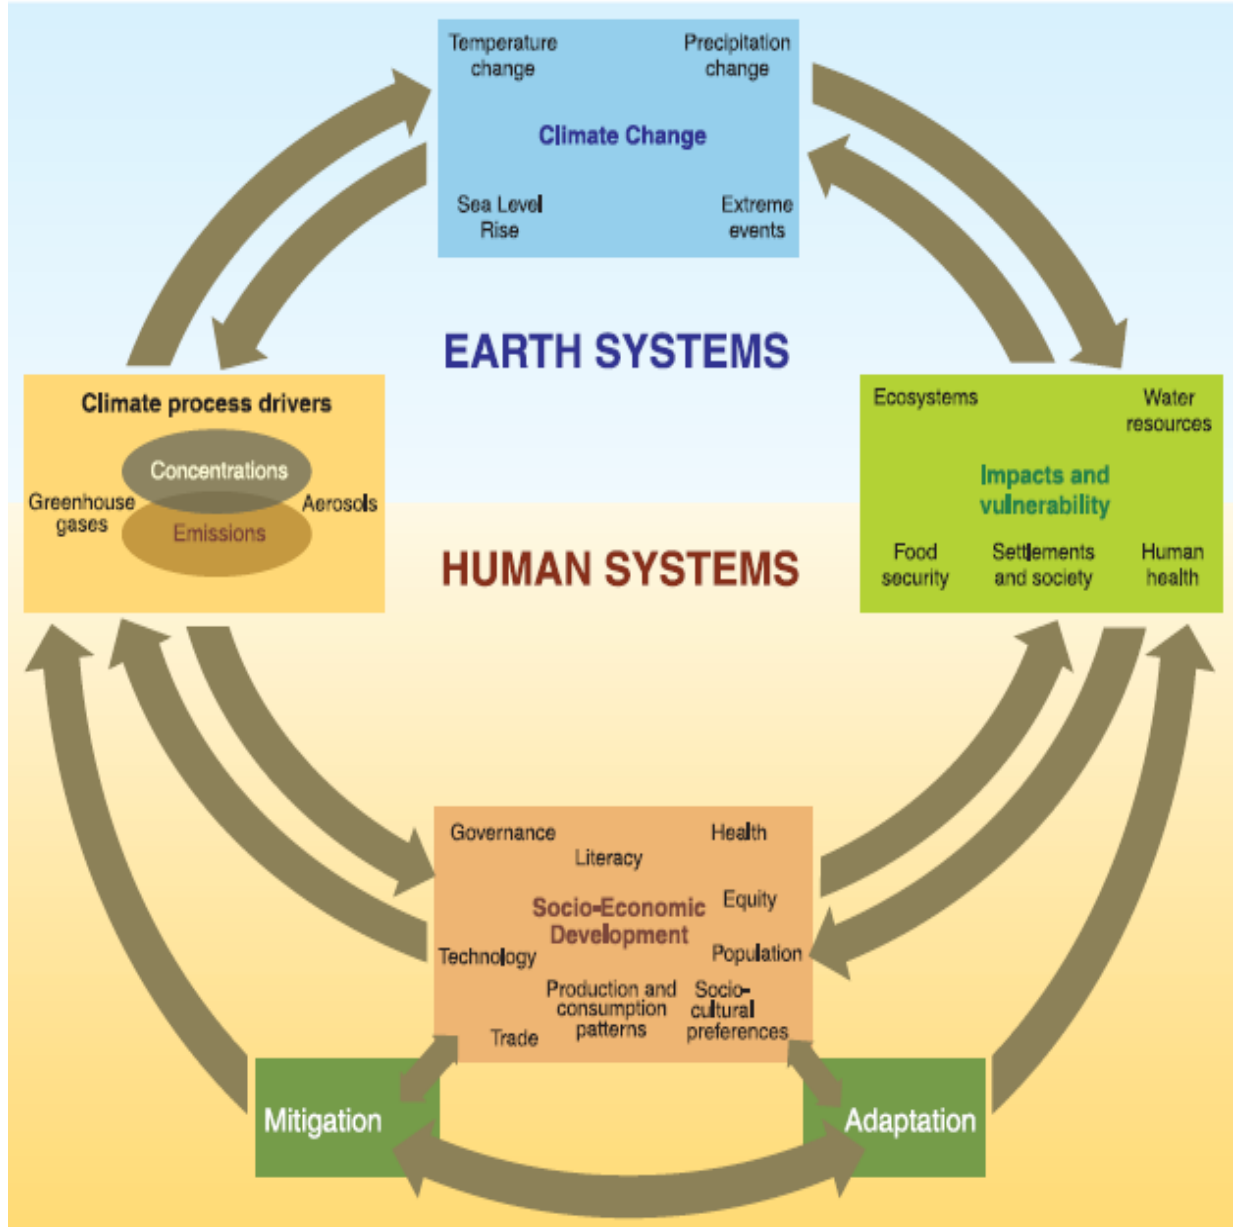 Temperature
change
Precipitation
change
Climate Change
Sea Level
Rise
Extreme
events
EARTH SYSTEMS
Climate process drivers
Concentrations
Greenhouse
gases
Aerosols
Emissions
Ecosystems
Water
resources
Impacts and
vulnerability
Food
security
Settlements
and society
Human
health
HUMAN SYSTEMS
Governance
Literacy
Health
Socio-Economic
Development
Equity
Technology
Population
Production and
consumption
patterns
Socio-
cultural
preferences
Trade
Mitigation
Adaptation